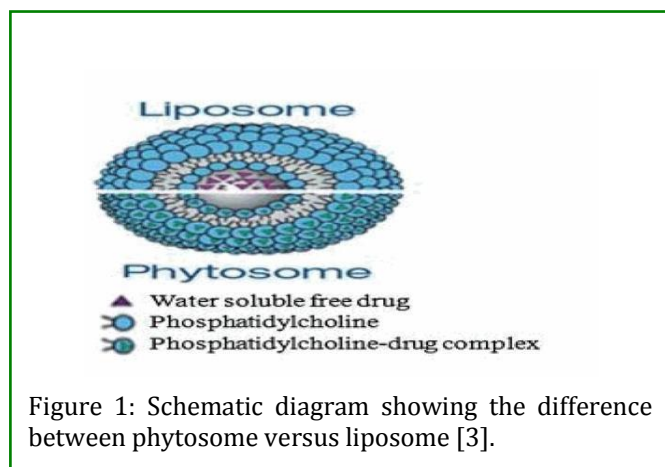 Liposome
Phytosome
Water soluble free drug
Phosphatidylcholine
Phosphatidylcholine-drug complex
Figure 1: Schematic diagram showing the difference
between phytosome versus liposome [3].